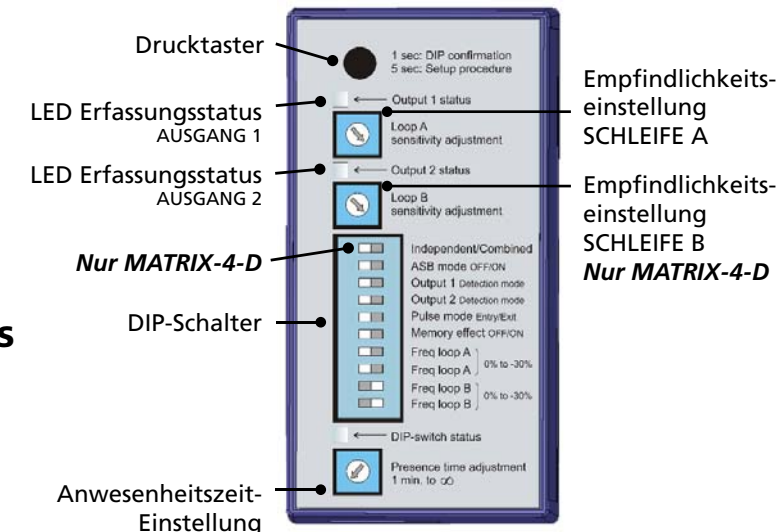 Drucktaster
1 sec: DIP confirmation
5 sec: Setup procedure
LED Erfassungsstatus
AUSGANG 1
Output 1 status
Loop A
sensitivity adjustment
Empfindlichkeits-
einstellung
SCHLEIFE A
LED Erfassungsstatus
AUSGANG 2
Output 2 status
Loop B
sensitivity adjustment
Empfindlichkeits-
einstellung
SCHLEIFE B
Nur MATRIX-4-D
Nur MATRIX-4-D
DIP-Schalter
s
Independent/Combined
ASB mode OFF/ON
Output 1 Detection mode
Output 2 Detection mode
Pulse mode Entry/Exit
Memory effect OFF/ON
Freq loop A
Freq loop A
0% to -30%
Freq loop B
Freq loop B
0% to -30%
DIP-switch status
Presence time adjustment
1 min. to ∞
Anwesenheitszeit-
Einstellung